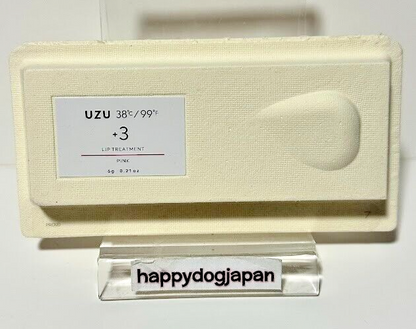 UZU 38℃/99℉
+3
LIP TREATMENT
PINK
6g 0.21oz
happydogjapan